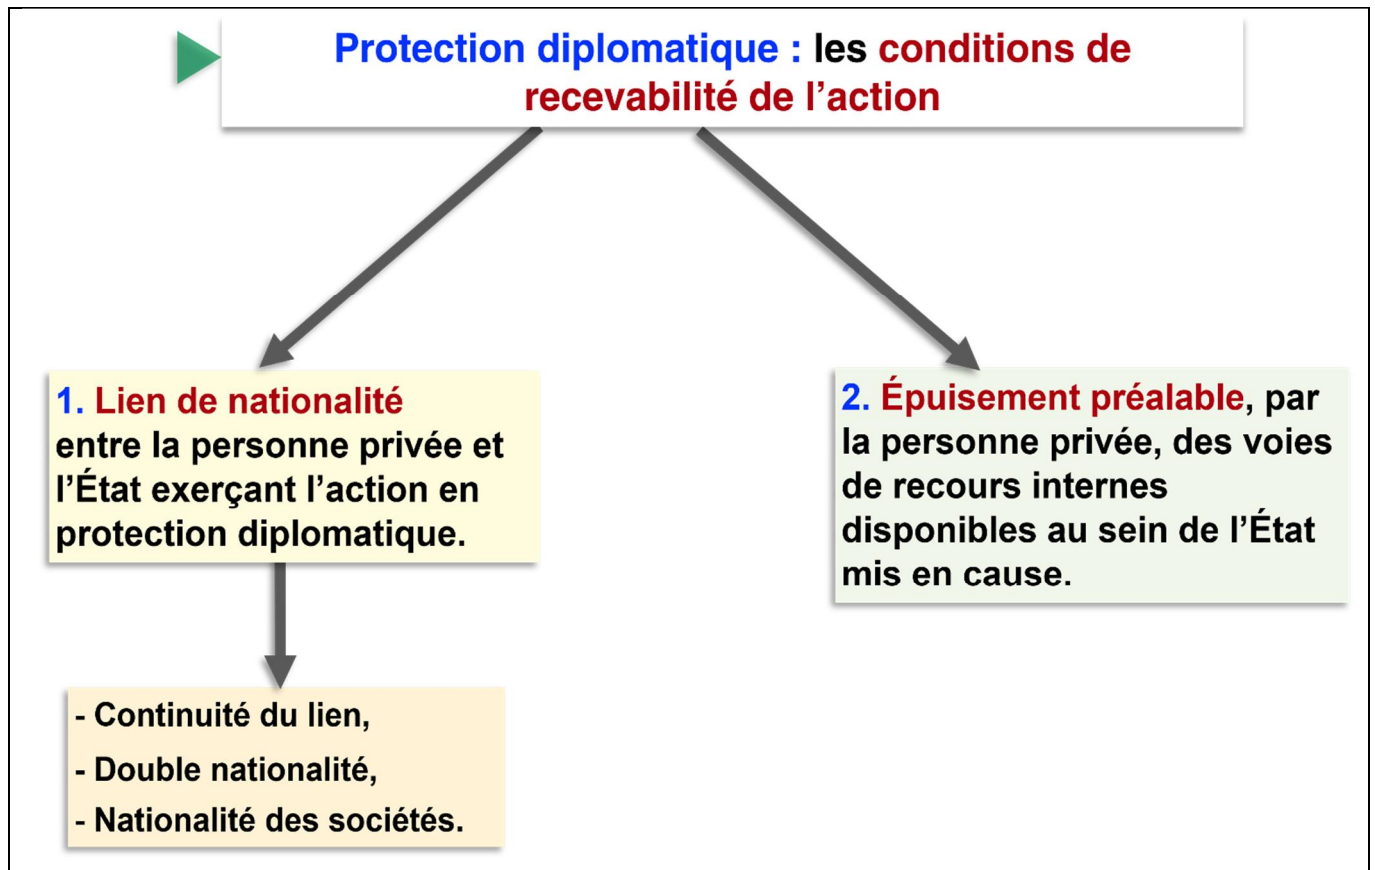 Protection diplomatique : les conditions de
recevabilité de l’action
1. Lien de nationalité
entre la personne privée et
l’État exerçant l’action en
protection diplomatique.
2. Épuisement préalable, par
la personne privée, des voies
de recours internes
disponibles au sein de l’État
mis en cause.
- Continuité du lien,
- Double nationalité,
- Nationalité des sociétés.